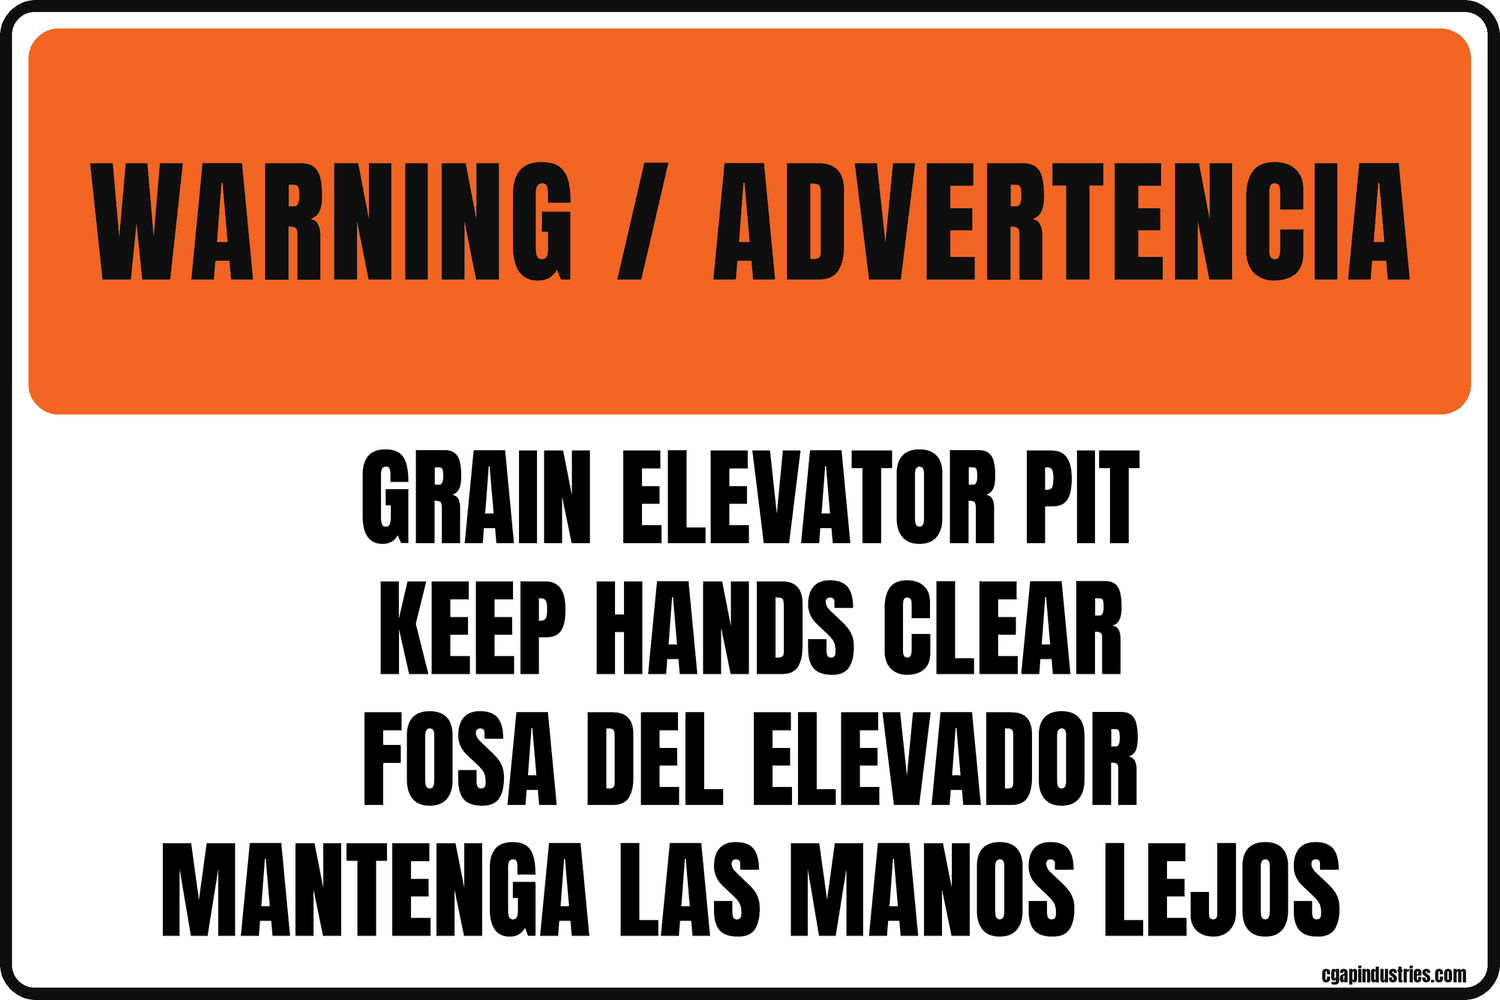 WARNING / ADVERTENCIA
GRAIN ELEVATOR PIT
KEEP HANDS CLEAR
FOSA DEL ELEVADOR
MANTENGA LAS MANOS LEJOS
cgapindustries.com